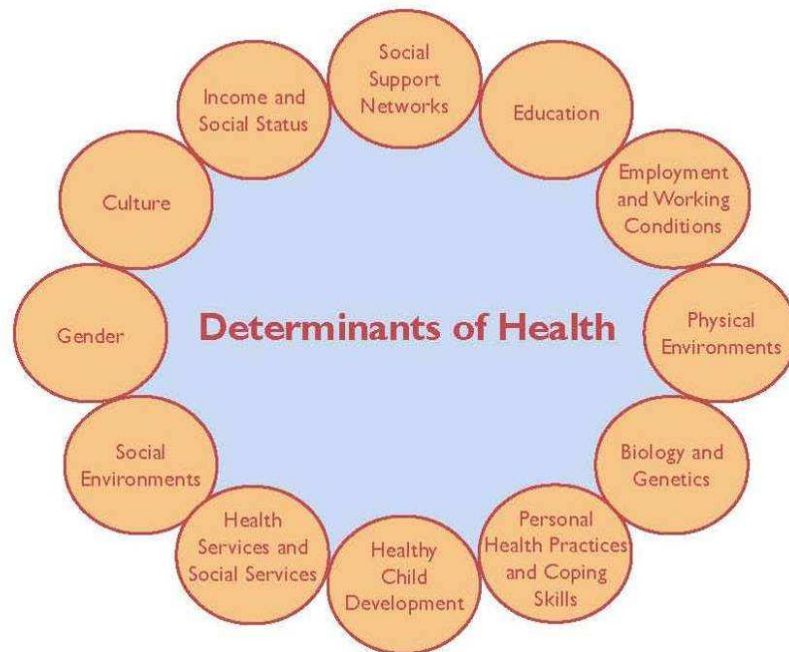 Social
Support
Networks
Education
Employment
and Working
Conditions
Physical
Environments
Biology and
Genetics
Personal
Health Practices
and Coping
Skills
Healthy
Child
Development
Health
Services and
Social Services
Social
Environments
Gender
Culture
Income and
Social Status
Determinants of Health